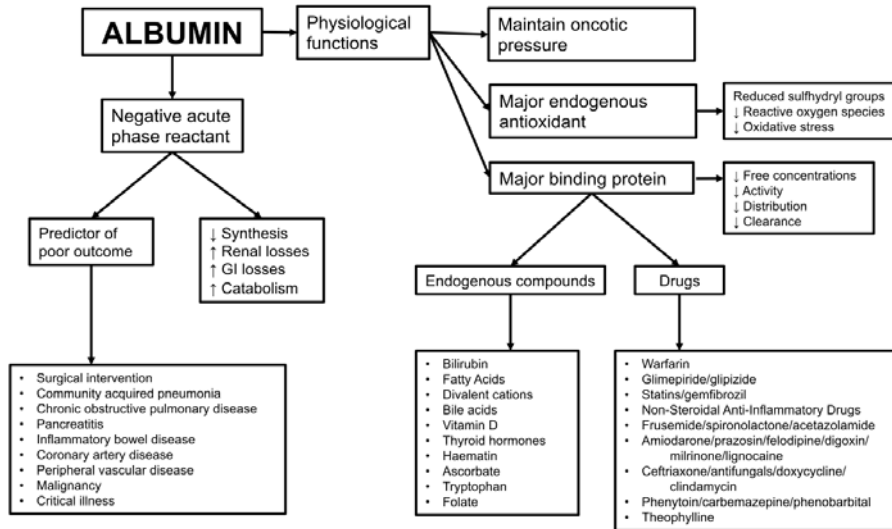 ALBUMIN
Physiological
functions
Maintain oncotic
pressure
Major endogenous
antioxidant
Reduced sulfhydryl groups
↓ Reactive oxygen species
↓ Oxidative stress
Major binding protein
↓ Free concentrations
↓ Activity
↓ Distribution
↓ Clearance
Negative acute
phase reactant
Predictor of
poor outcome
↓ Synthesis
↑ Renal losses
↑ GI losses
↑ Catabolism
Endogenous compounds
Drugs
• Surgical intervention
• Community acquired pneumonia
• Chronic obstructive pulmonary disease
• Pancreatitis
• Inflammatory bowel disease
• Coronary artery disease
• Peripheral vascular disease
• Malignancy
• Critical illness
• Bilirubin
• Fatty Acids
• Divalent cations
• Bile acids
• Vitamin D
• Thyroid hormones
• Haematin
• Ascorbate
• Tryptophan
• Folate
• Warfarin
• Glimepiride/glipizide
• Statins/gemfibrozil
• Non-Steroidal Anti-Inflammatory Drugs
• Frusemide/spironolactone/acetazolamide
• Amiodarone/prazosin/felodipine/digoxin/
milrinone/lignocaine
• Ceftriaxone/antifungals/doxycycline/
clindamycin
• Phenytoin/carbemazepine/phenobarbital
• Theophylline